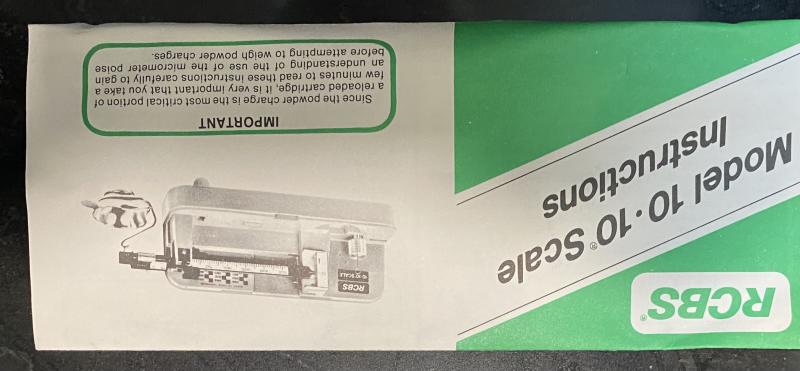 RCBS®
Model 10·10® Scale
Instructions
RCBS
10-10 SCALE
IMPORTANT
Since the powder charge is the most critical portion of
a reloaded cartridge, it is very important that you take a
few minutes to read these instructions carefully to gain
an understanding of the use of the micrometer poise
before attempting to weigh powder charges.